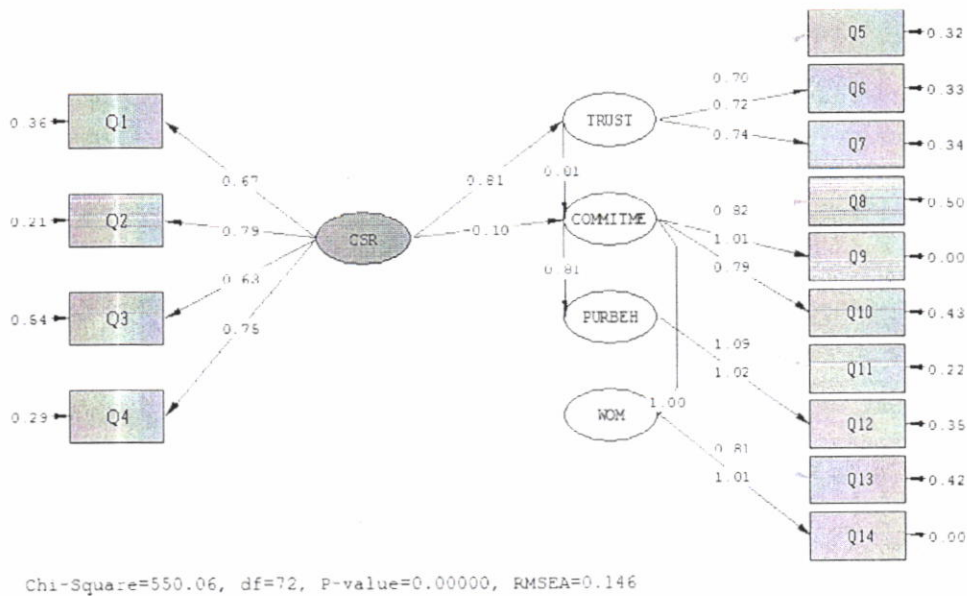 0.36 Q1
0.21 Q2
0.54 Q3
0.29 Q4
0.67
0.79
0.63
0.75
CSR
0.81
-0.10
TRUST
0.01
COMMITME
0.81
PURBEH
WOM
1.00
0.70
0.72
0.74
0.82
1.01
0.79
1.09
1.02
0.81
1.01
Q5 0.32
Q6 0.33
Q7 0.34
Q8 0.50
Q9 0.00
Q10 0.43
Q11 0.22
Q12 0.35
Q13 0.42
Q14 0.00
Chi-Square=550.06, df=72, P-value=0.00000, RMSEA=0.146